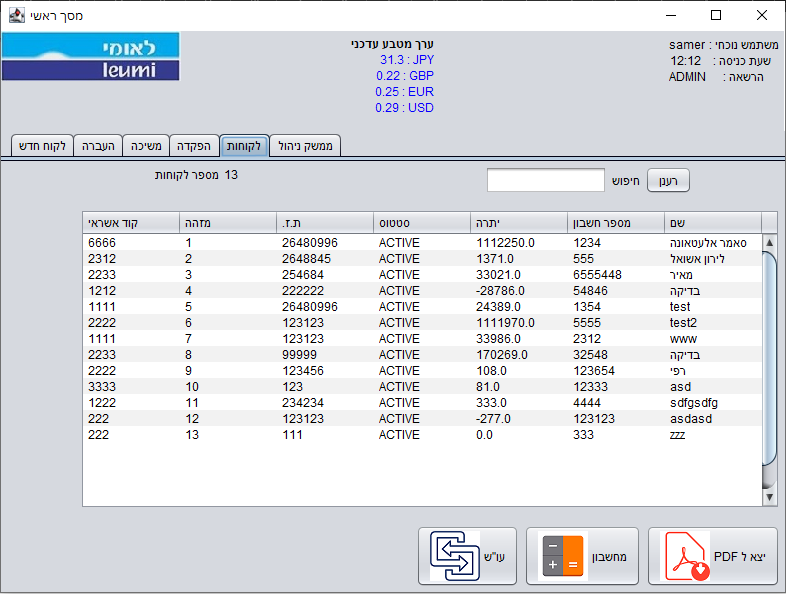 מסך ראשי
משתמש נוכחי : samer
שעת כניסה : 12:12
הרשאה : ADMIN
ערך מטבע עדכני
31.3 : JPY
0.22 : GBP
0.25 : EUR
0.29 : USD
לאומי
leumi
ממשק ניהול
לקוחות
הפקדה
משיכה
העברה
לקוח חדש
רענן
חיפוש
13 מספר לקוחות
שם מספר חשבון יתרה סטטוס ת.ז. מזהה קוד אשראי
סאמר אלעטאונה 1234 1112250.0 ACTIVE 26480996 1 6666
לירון אשואל 555 1371.0 ACTIVE 2648845 2 2312
מאיר 6555448 33021.0 ACTIVE 254684 3 2233
בדיקה 54846 -28786.0 ACTIVE 222222 4 1212
test 1354 24389.0 ACTIVE 26480996 5 1111
test2 5555 1111970.0 ACTIVE 123123 6 2222
www 2312 33986.0 ACTIVE 123123 7 1111
בדיקה 32548 170269.0 ACTIVE 99999 8 2233
רפי 123654 108.0 ACTIVE 123456 9 2222
asd 12333 81.0 ACTIVE 123 10 3333
sdfgsdfg 4444 333.0 ACTIVE 234234 11 1222
asdasd 123123 -277.0 ACTIVE 123123 12 222
zzz 333 0.0 ACTIVE 111 13 222
יצא ל PDF
מחשבון
עו"ש